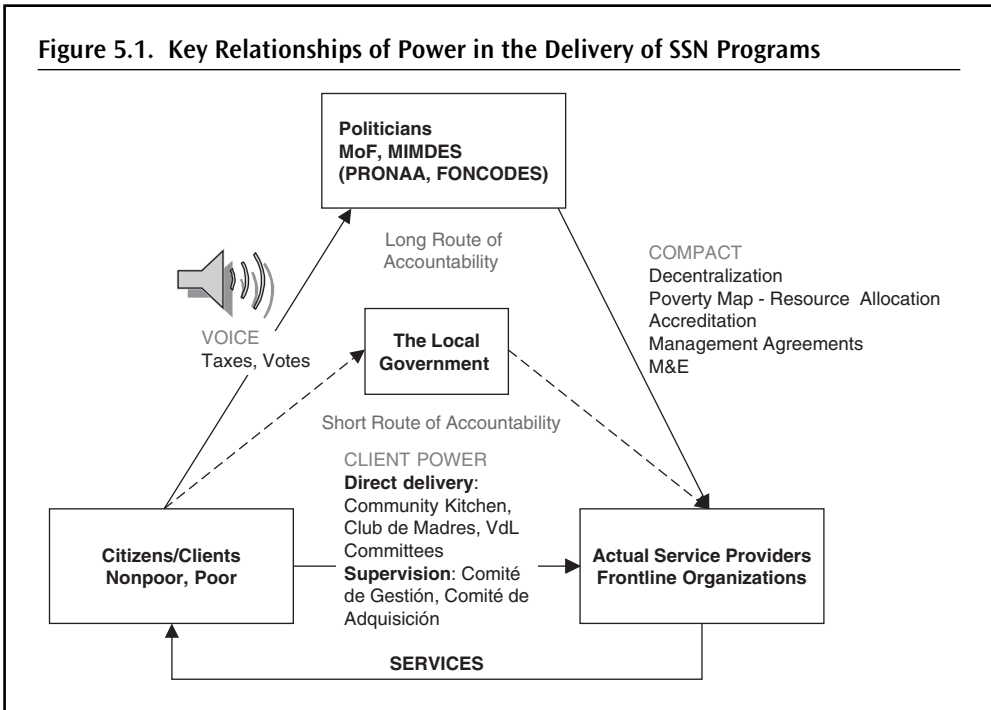 Figure 5.1. Key Relationships of Power in the Delivery of SSN Programs
Politicians
MoF, MIMDES
(PRONAA, FONCODES)
Long Route of
Accountability
COMPACT
Decentralization
Poverty Map - Resource Allocation
Accreditation
Management Agreements
M&E
VOICE
Taxes, Votes
The Local
Government
Short Route of Accountability
CLIENT POWER
Direct delivery:
Community Kitchen,
Club de Madres, VdL
Committees
Supervision: Comité
de Gestión, Comité de
Adquisición
Citizens/Clients
Nonpoor, Poor
Actual Service Providers
Frontline Organizations
SERVICES